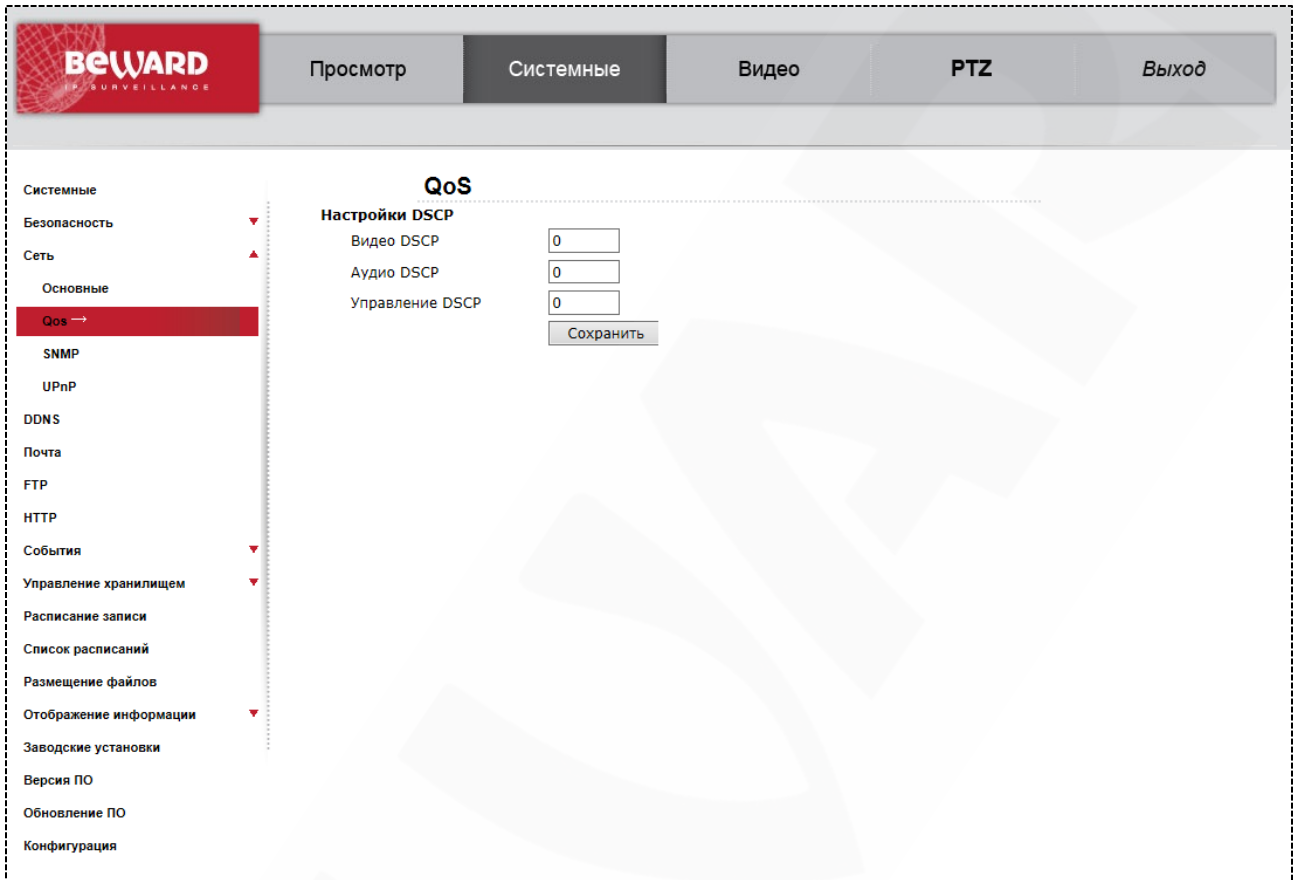 BEWARD
IP SURVEILLANCE
Просмотр
Системные
Видео
PTZ
Выход
Системные
Безопасность
Сеть
Основные
Qos →
SNMP
UPnP
DDNS
Почта
FTP
HTTP
События
Управление хранилищем
Расписание записи
Список расписаний
Размещение файлов
Отображение информации
Заводские установки
Версия ПО
Обновление ПО
Конфигурация
QoS
Настройки DSCP
Видео DSCP 0
Аудио DSCP 0
Управление DSCP 0
Сохранить